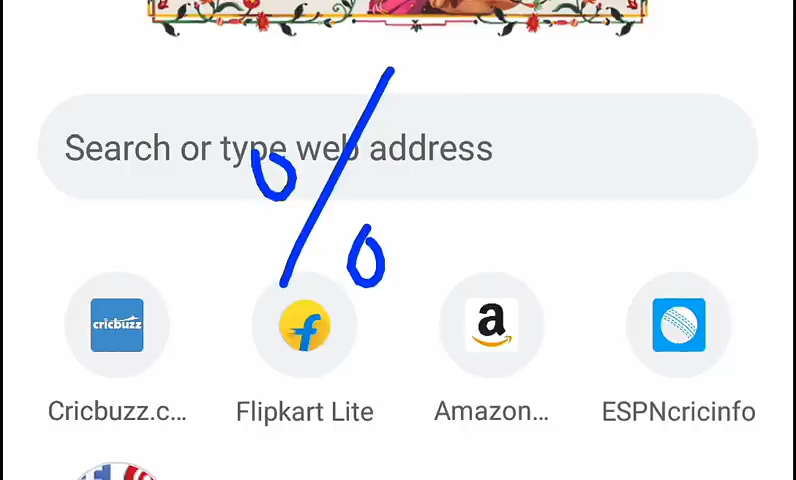 Search or type web address
%
cricbuzz
f
a
Cricbuzz.c...
Flipkart Lite
Amazon...
ESPNcricinfo